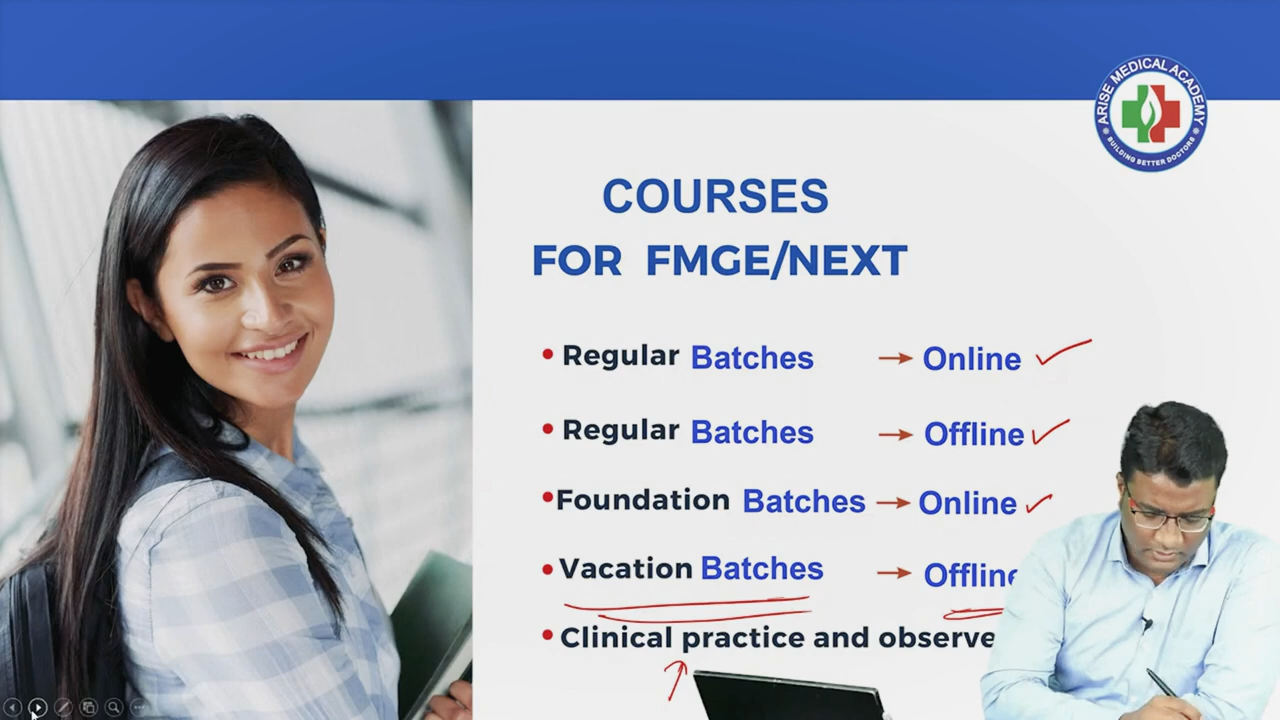 ARISE MEDICAL ACADEMY
BUILDING BETTER DOCTORS
COURSES
FOR FMGE/NEXT
• Regular Batches → Online
• Regular Batches → Offline
• Foundation Batches → Online
• Vacation Batches → Offline
• Clinical practice and observe